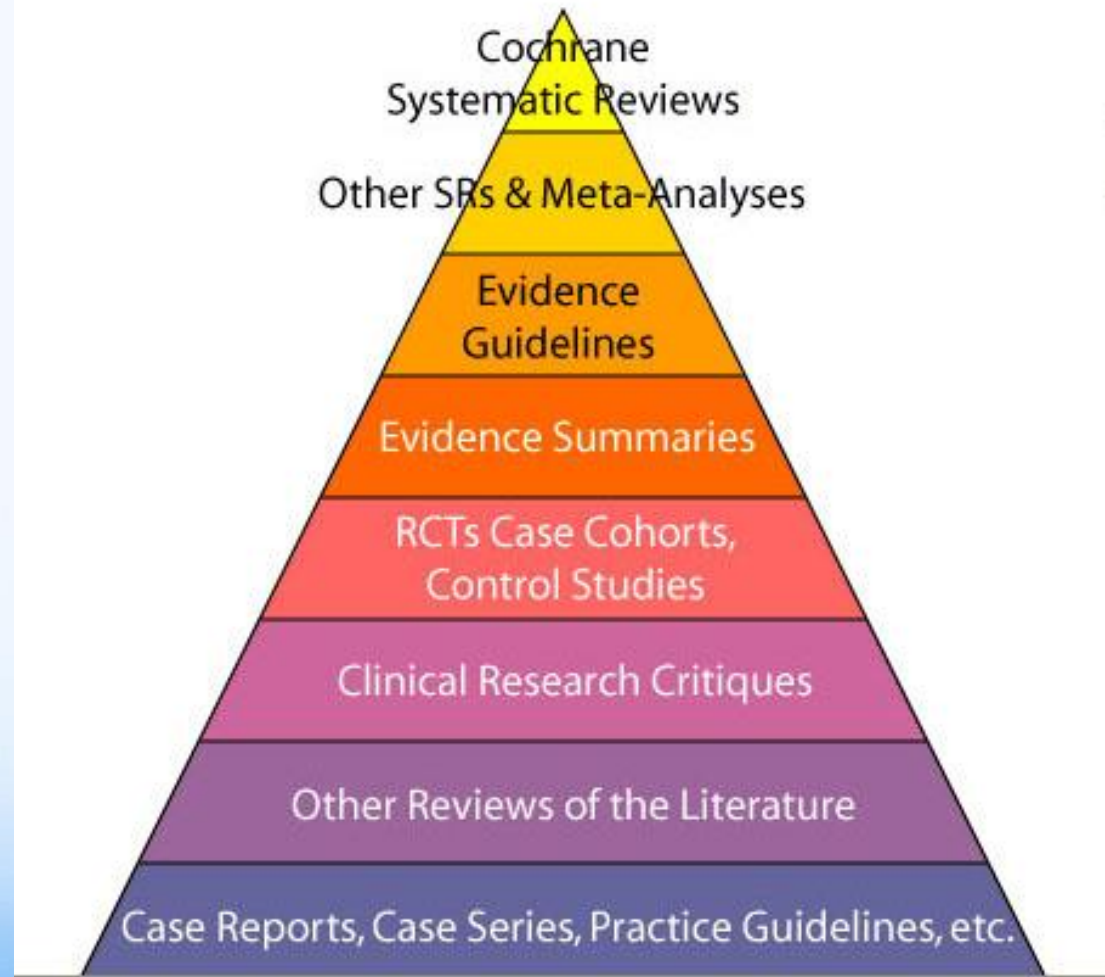 Cochrane
Systematic Reviews
Other SRs & Meta-Analyses
Evidence
Guidelines
Evidence Summaries
RCTs Case Cohorts,
Control Studies
Clinical Research Critiques
Other Reviews of the Literature
Case Reports, Case Series, Practice Guidelines, etc.